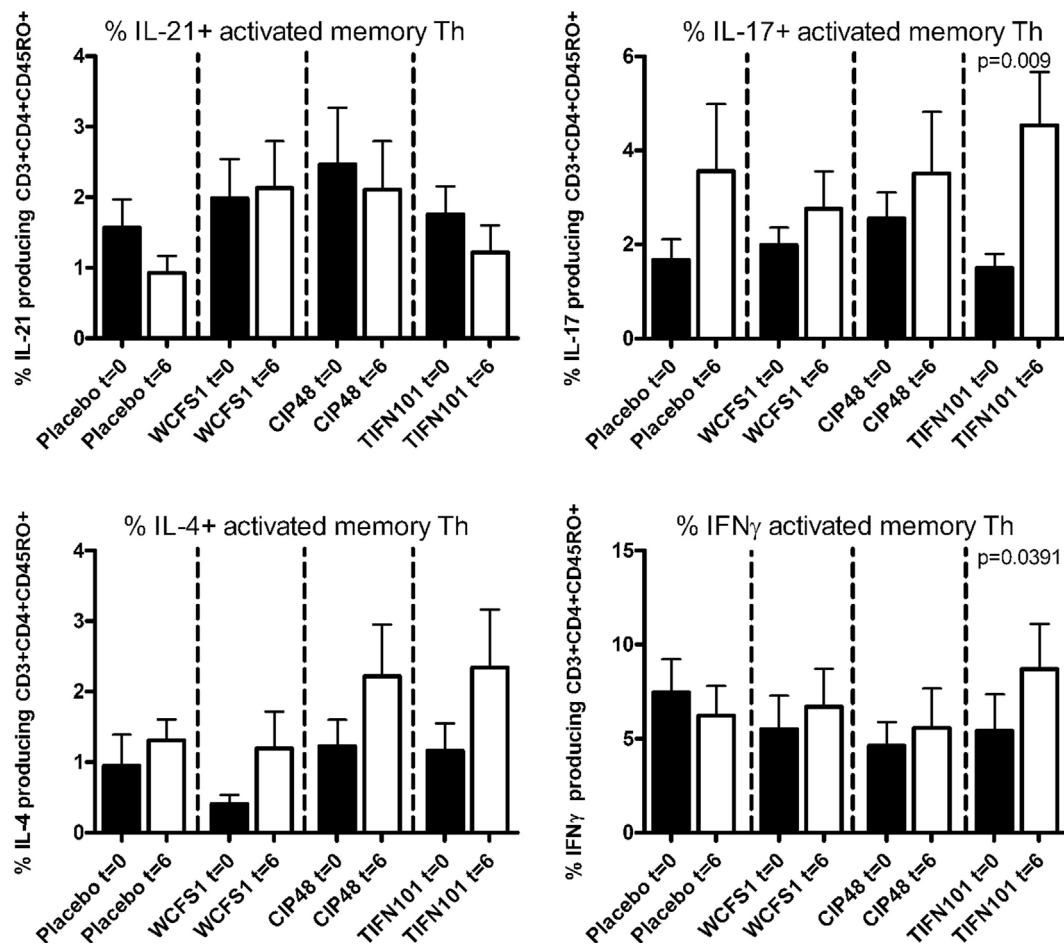 % IL-21+ activated memory Th
% IL-21 producing CD3+CD4+CD45RO+
4
3
2
1
0
Placebo t=0
Placebo t=6
WCFS1 t=0
WCFS1 t=6
CIP48 t=0
CIP48 t=6
TIFN101 t=0
TIFN101 t=6
% IL-17+ activated memory Th
p=0.009
% IL-17 producing CD3+CD4+CD45RO+
6
4
2
0
Placebo t=0
Placebo t=6
WCFS1 t=0
WCFS1 t=6
CIP48 t=0
CIP48 t=6
TIFN101 t=0
TIFN101 t=6
% IL-4+ activated memory Th
% IL-4 producing CD3+CD4+CD45RO+
4
3
2
1
0
Placebo t=0
Placebo t=6
WCFS1 t=0
WCFS1 t=6
CIP48 t=0
CIP48 t=6
TIFN101 t=0
TIFN101 t=6
% IFNγ activated memory Th
p=0.0391
% IFNγ producing CD3+CD4+CD45RO+
15
10
5
0
Placebo t=0
Placebo t=6
WCFS1 t=0
WCFS1 t=6
CIP48 t=0
CIP48 t=6
TIFN101 t=0
TIFN101 t=6